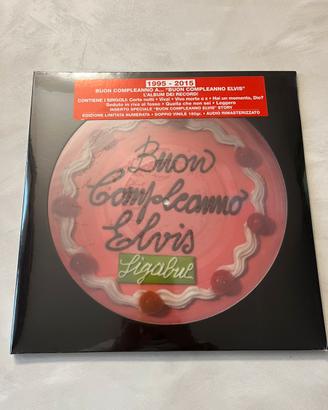 1995 - 2015
BUON COMPLEANNO A... "BUON COMPLEANNO ELVIS"
L'ALBUM DEI RECORD!
CONTIENE I SINGOLI: Certe notti • Viva! • Vivo morto o x • Hai un momento, Dio?
Seduto in riva al fosso • Quella che non sei • Leggero
INSERTO SPECIALE "BUON COMPLEANNO ELVIS" STORY
EDIZIONE LIMITATA NUMERATA • DOPPIO VINILE 180gr. • AUDIO RIMASTERIZZATO
Buon
Compleanno
Elvis
Ligabue